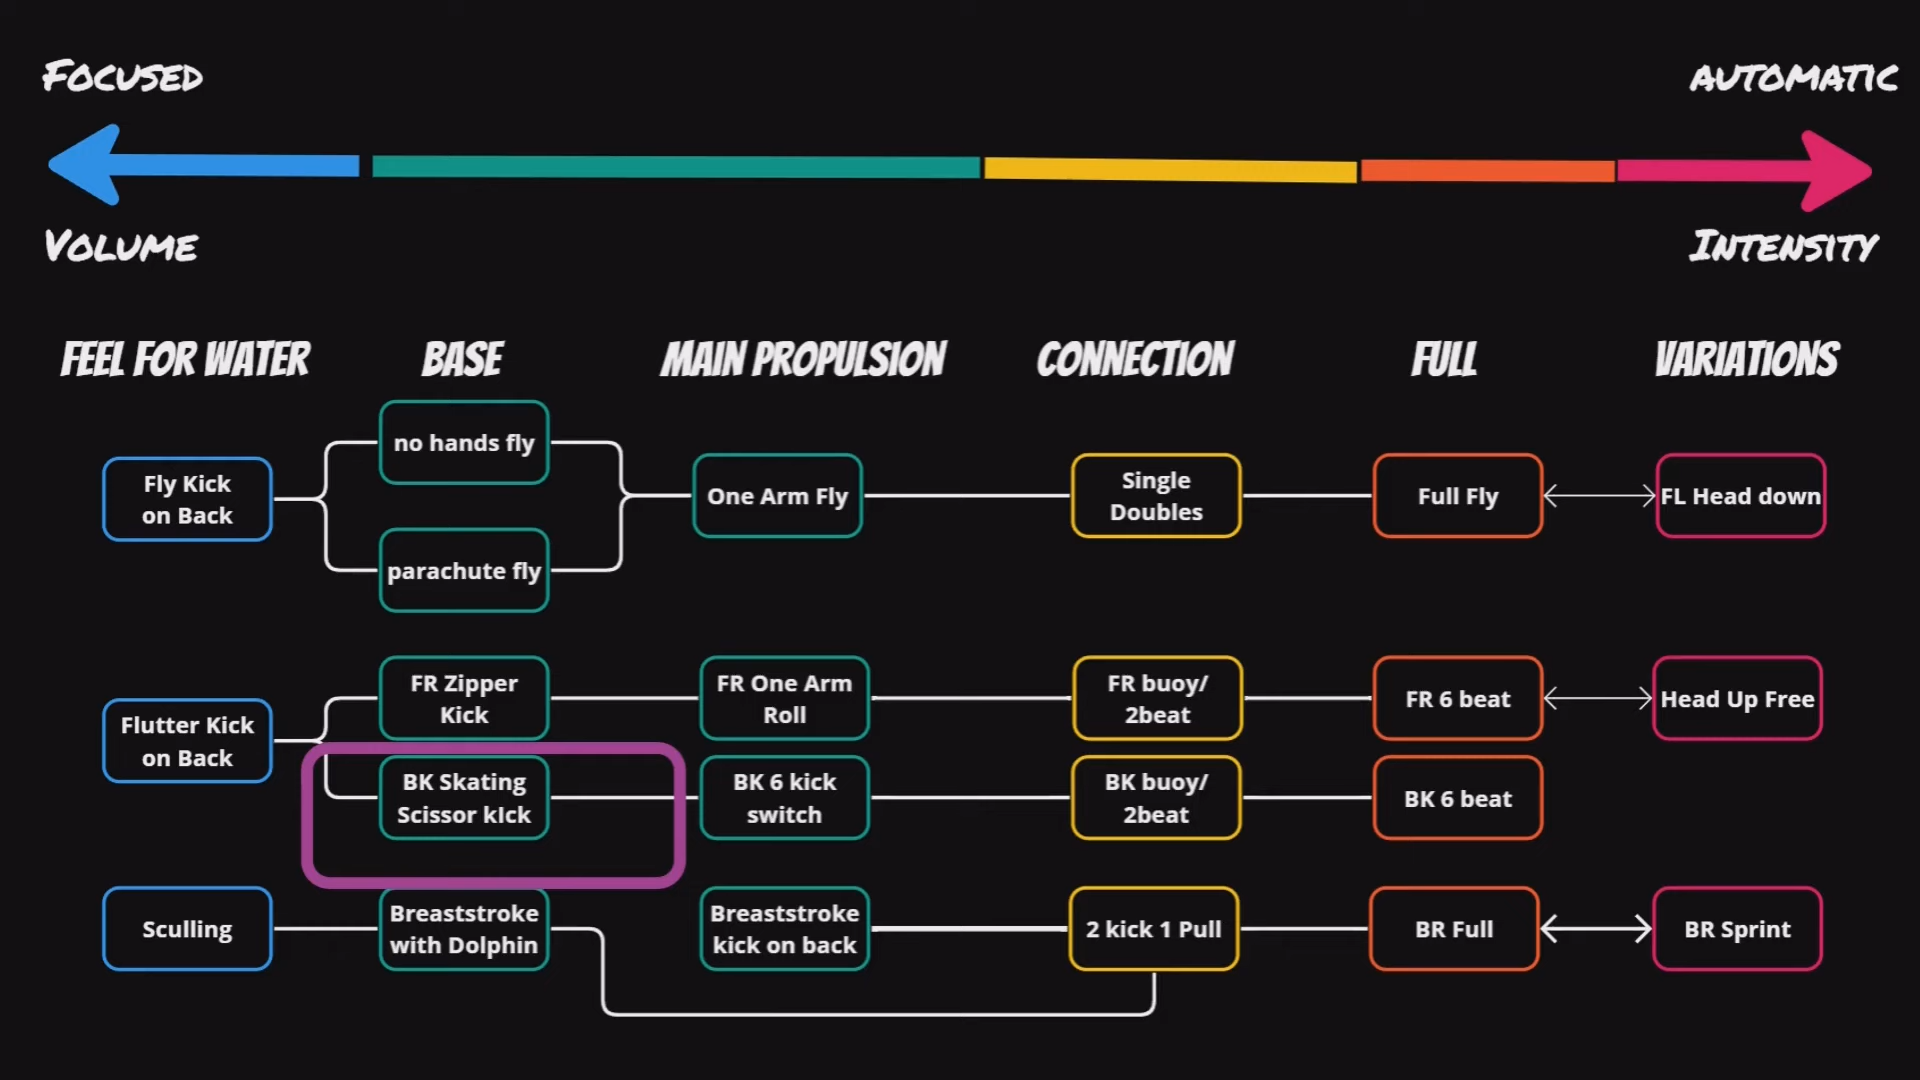 FOCUSED
AUTOMATIC
VOLUME
INTENSITY
FEEL FOR WATER
BASE
MAIN PROPULSION
CONNECTION
FULL
VARIATIONS
Fly Kick
on Back
no hands fly
parachute fly
One Arm Fly
Single
Doubles
Full Fly
FL Head down
Flutter Kick
on Back
FR Zipper
Kick
FR One Arm
Roll
FR buoy/
2beat
FR 6 beat
Head Up Free
BK Skating
Scissor kIck
BK 6 kick
switch
BK buoy/
2beat
BK 6 beat
Sculling
Breaststroke
with Dolphin
Breaststroke
kick on back
2 kick 1 Pull
BR Full
BR Sprint